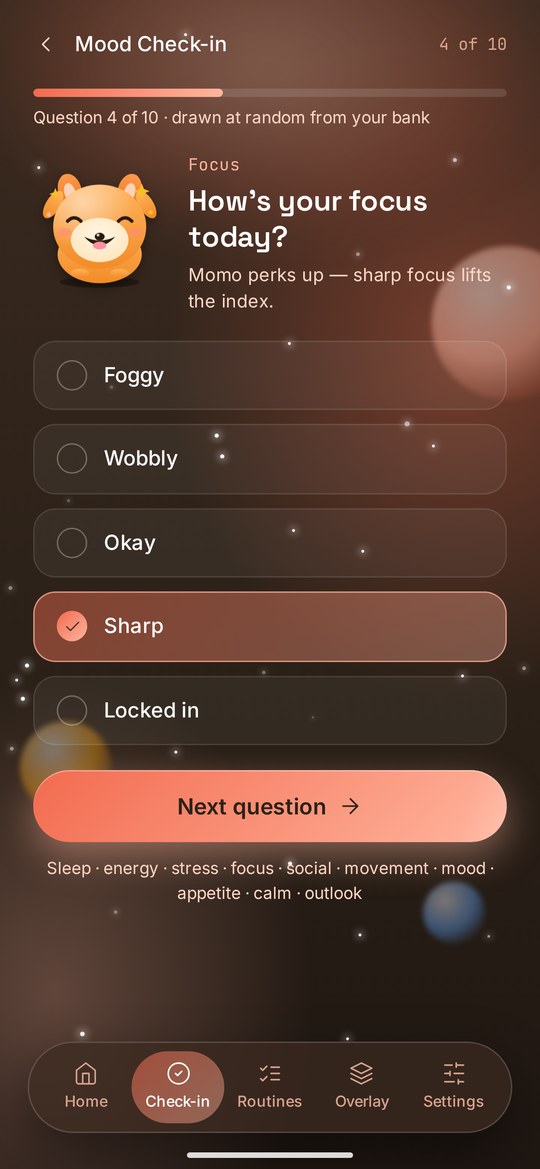 Mood Check-in
4 of 10
Question 4 of 10 · drawn at random from your bank
Focus
How's your focus
today?
Momo perks up — sharp focus lifts
the index.
Foggy
Wobbly
Okay
Sharp
Locked in
Next question →
Sleep · energy · stress · focus · social · movement · mood ·
appetite · calm · outlook
Home
Check-in
Routines
Overlay
Settings